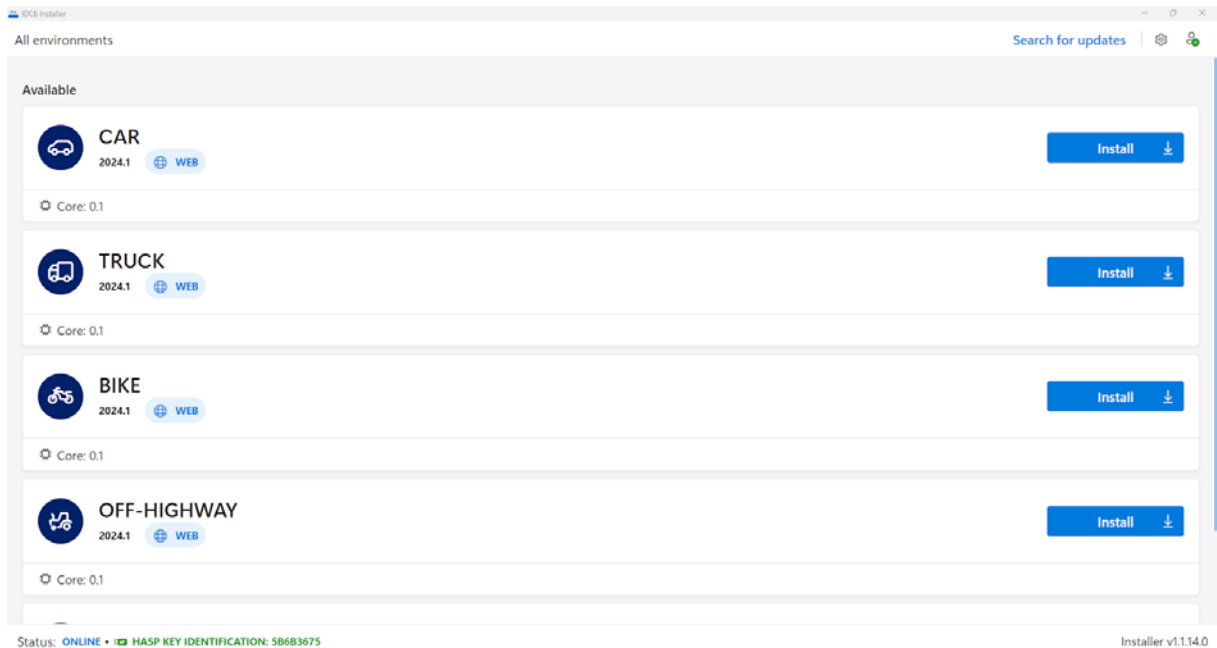 IDC6 Installer
All environments
Search for updates
Available
CAR
2024.1 WEB
Install
Core: 0.1
TRUCK
2024.1 WEB
Install
Core: 0.1
BIKE
2024.1 WEB
Install
Core: 0.1
OFF-HIGHWAY
2024.1 WEB
Install
Core: 0.1
Status: ONLINE • HASP KEY IDENTIFICATION: 5B6B3675
Installer v1.1.14.0